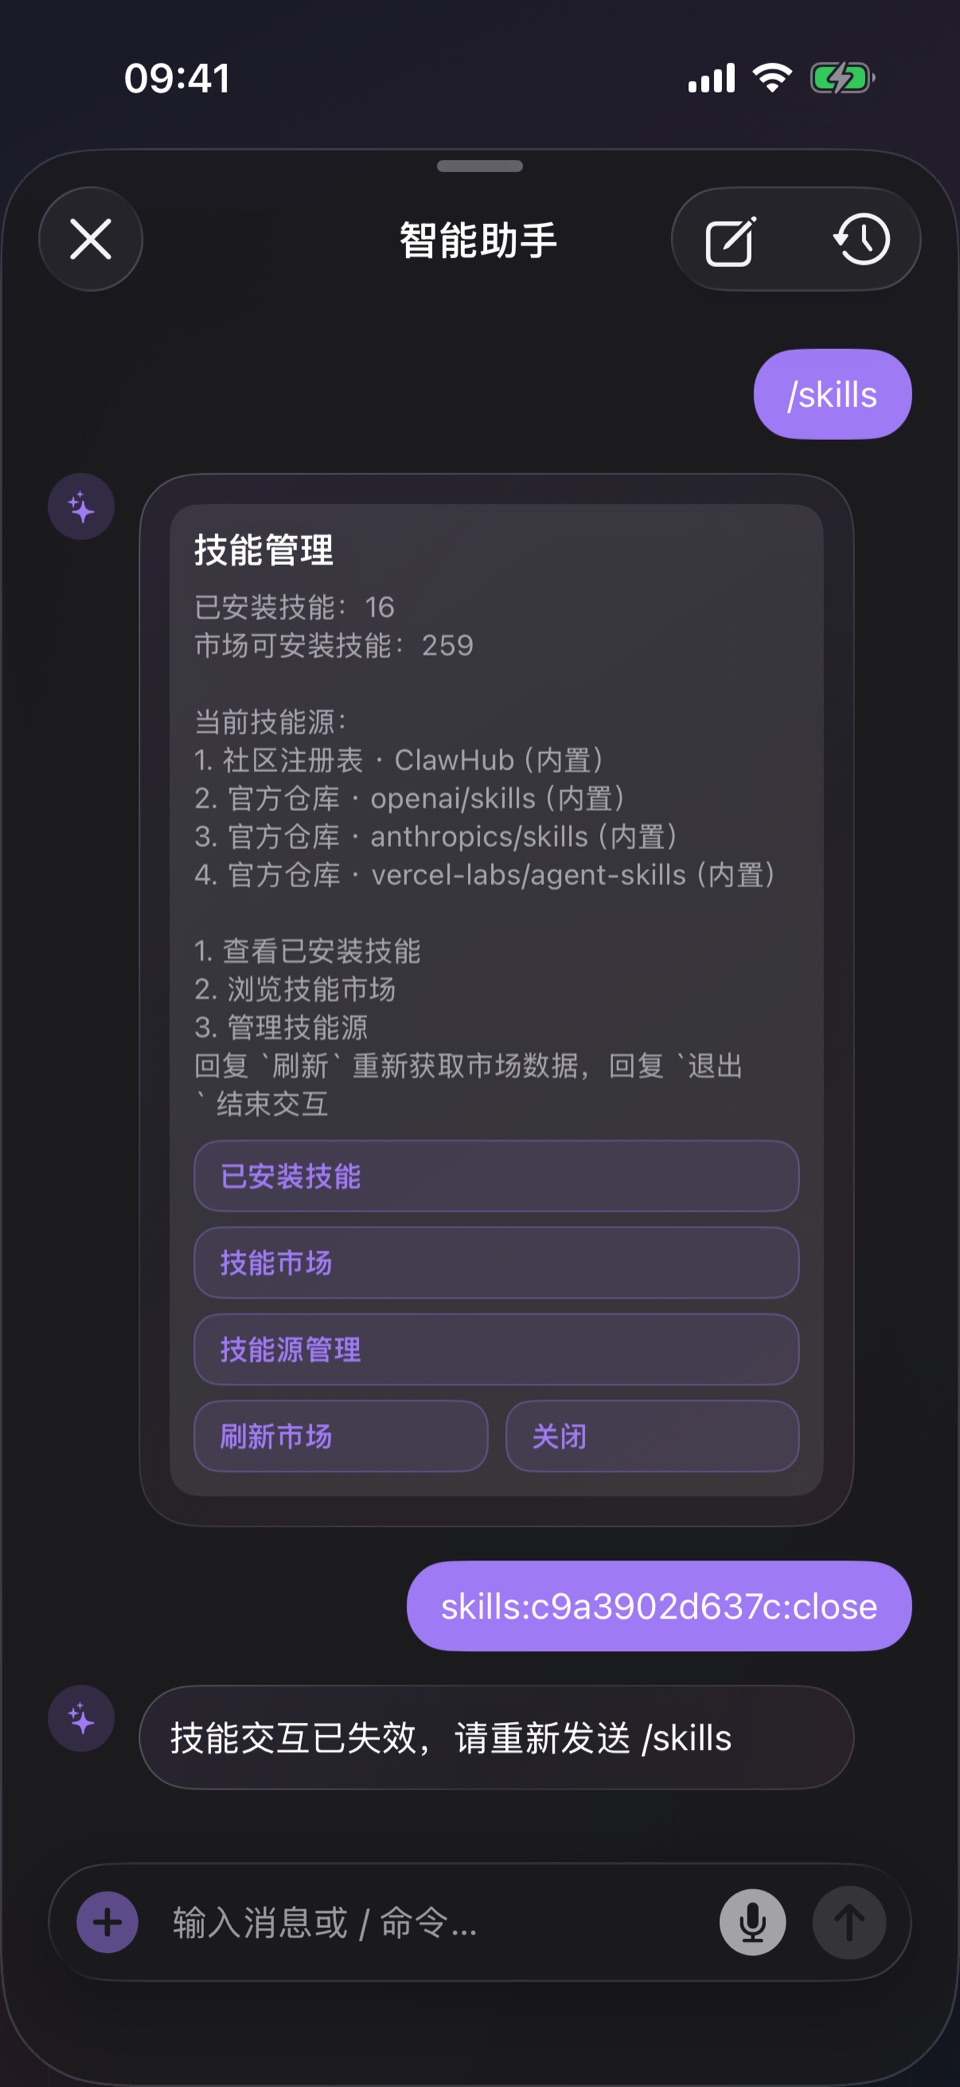 09:41
智能助手
/skills
技能管理
已安装技能：16
市场可安装技能：259
当前技能源：
1. 社区注册表 · ClawHub (内置)
2. 官方仓库 · openai/skills (内置)
3. 官方仓库 · anthropics/skills (内置)
4. 官方仓库 · vercel-labs/agent-skills (内置)
1. 查看已安装技能
2. 浏览技能市场
3. 管理技能源
回复 `刷新` 重新获取市场数据，回复 `退出
` 结束交互
已安装技能
技能市场
技能源管理
刷新市场 关闭
skills:c9a3902d637c:close
技能交互已失效，请重新发送 /skills
输入消息或 / 命令...